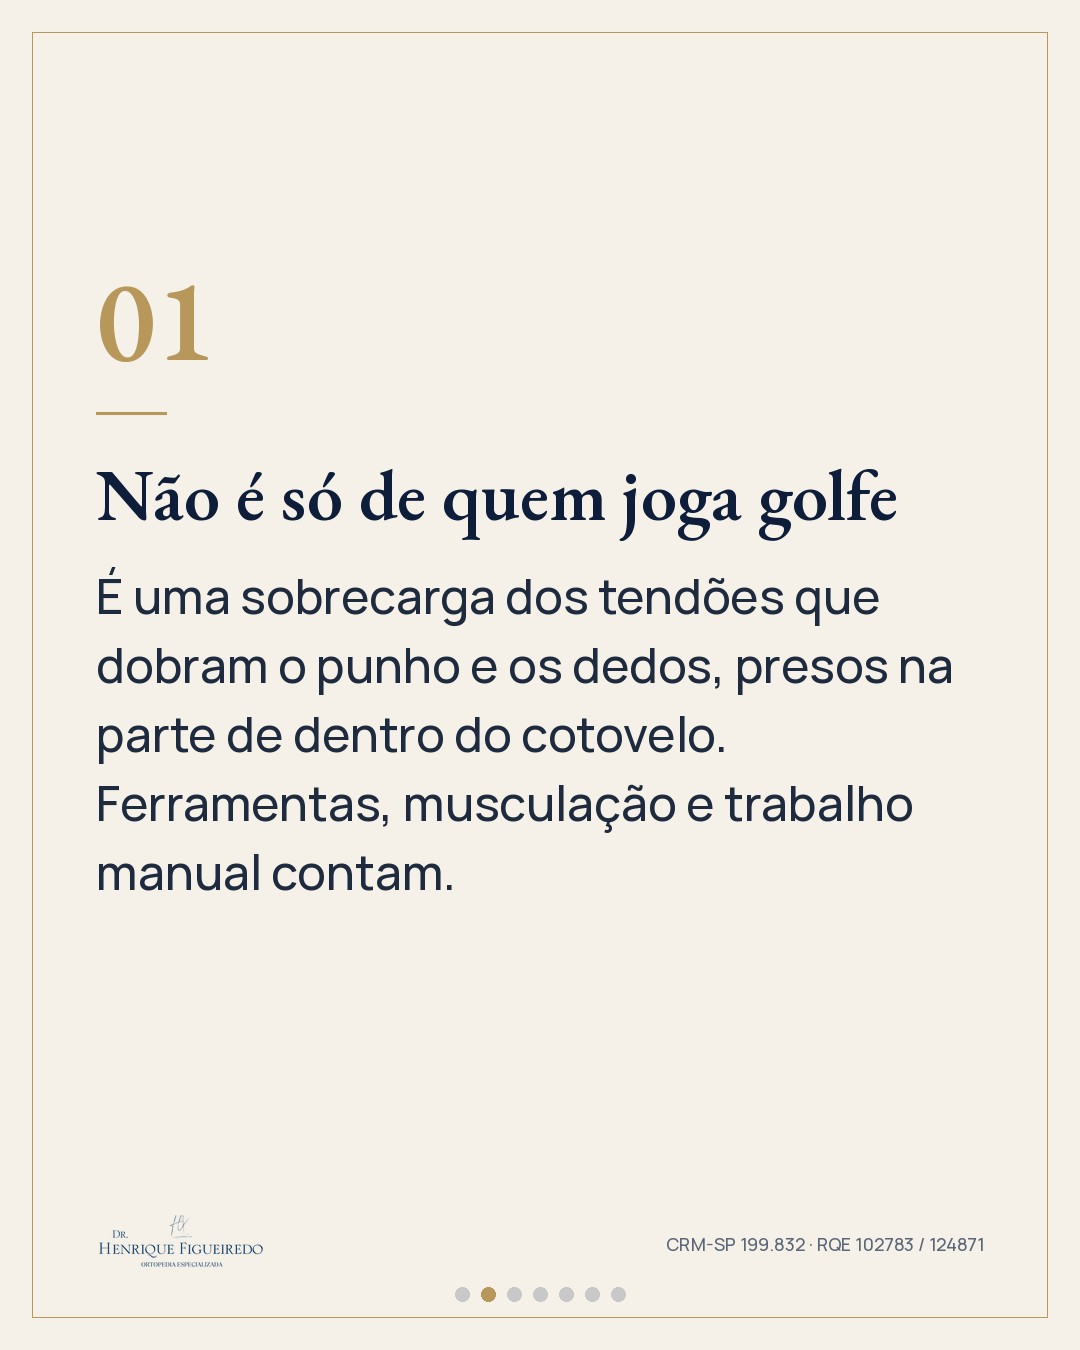 01
Não é só de quem joga golfe
É uma sobrecarga dos tendões que
dobram o punho e os dedos, presos na
parte de dentro do cotovelo.
Ferramentas, musculação e trabalho
manual contam.
DR.
HENRIQUE FIGUEIREDO
ORTOPEDIA ESPECIALIZADA
CRM-SP 199.832 · RQE 102783 / 124871